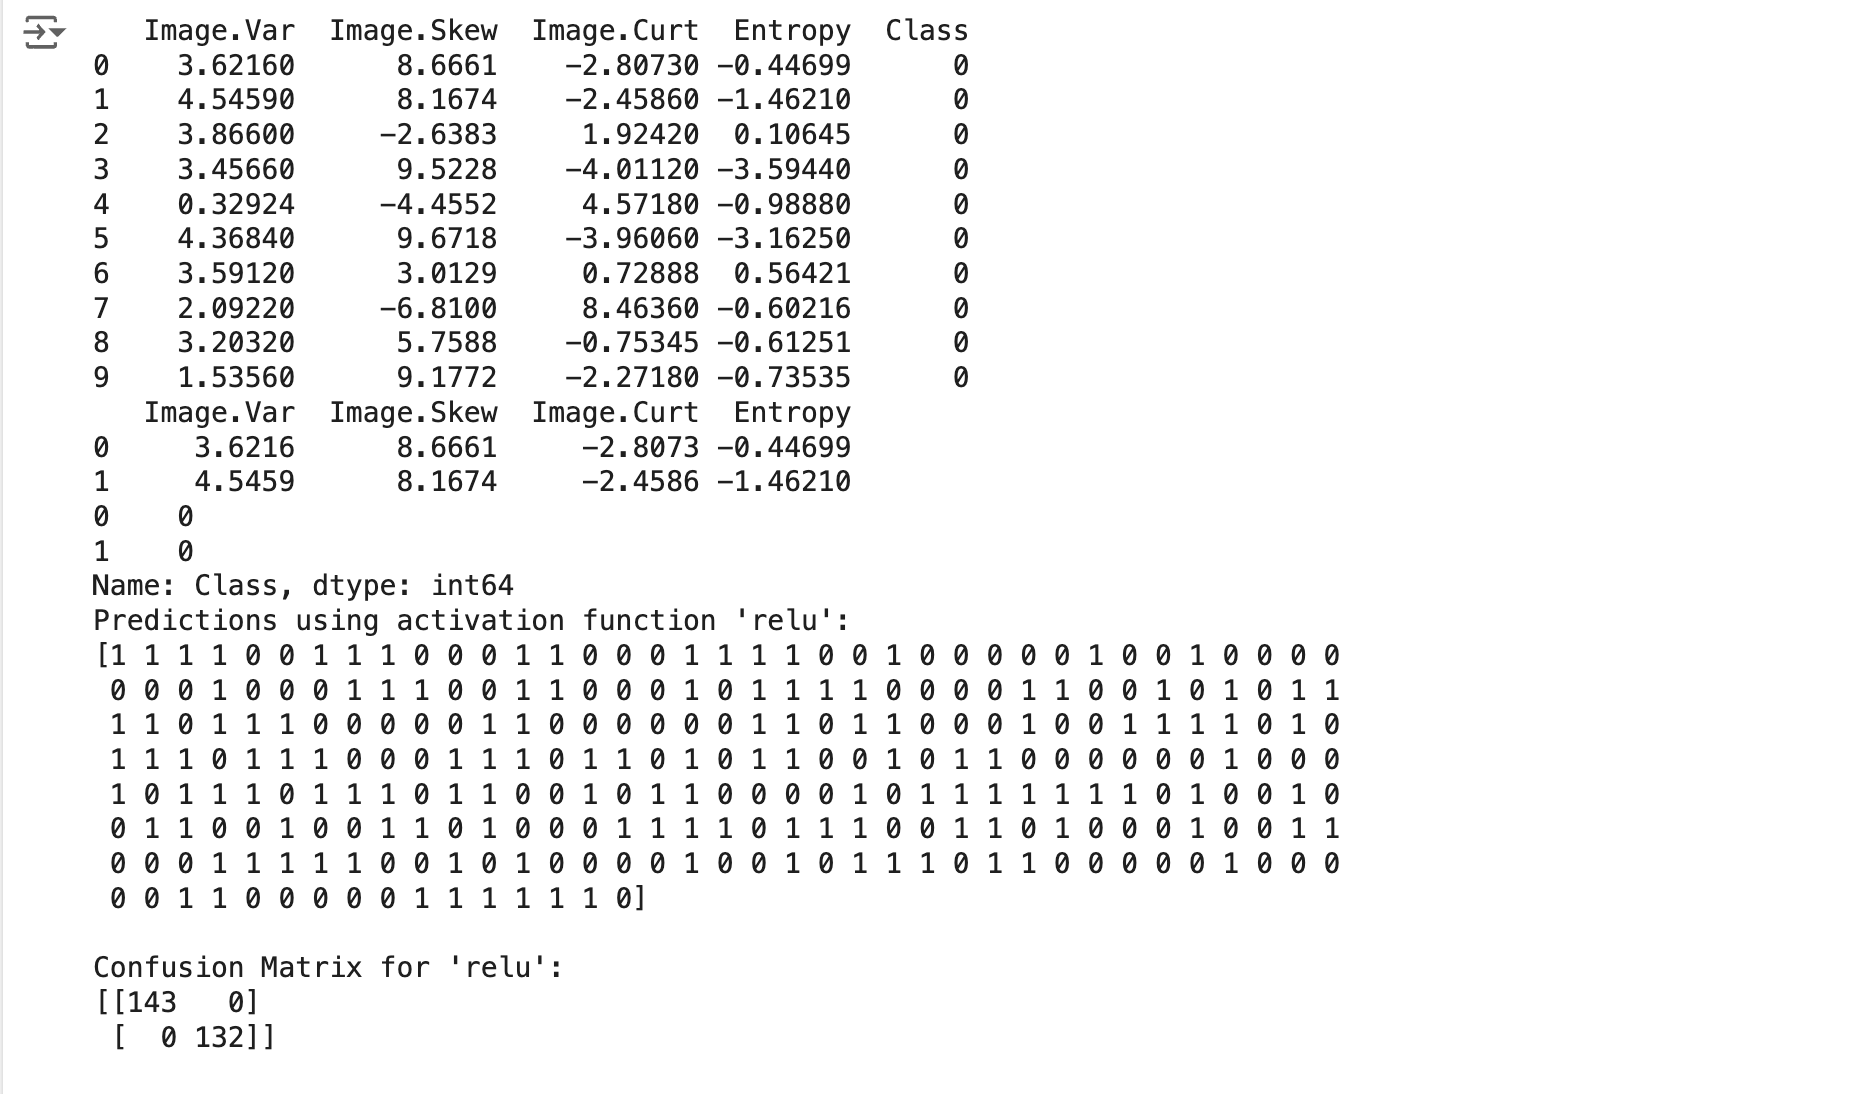 Image.Var Image.Skew Image.Curt Entropy Class
0 3.62160 8.6661 -2.80730 -0.44699 0
1 4.54590 8.1674 -2.45860 -1.46210 0
2 3.86600 -2.6383 1.92420 0.10645 0
3 3.45660 9.5228 -4.01120 -3.59440 0
4 0.32924 -4.4552 4.57180 -0.98880 0
5 4.36840 9.6718 -3.96060 -3.16250 0
6 3.59120 3.0129 0.72888 0.56421 0
7 2.09220 -6.8100 8.46360 -0.60216 0
8 3.20320 5.7588 -0.75345 -0.61251 0
9 1.53560 9.1772 -2.27180 -0.73535 0
Image.Var Image.Skew Image.Curt Entropy
0 3.6216 8.6661 -2.8073 -0.44699
1 4.5459 8.1674 -2.4586 -1.46210
0 0
1 0
Name: Class, dtype: int64
Predictions using activation function 'relu':
[1 1 1 1 0 0 1 1 1 0 0 0 1 1 0 0 0 1 1 1 1 0 0 1 0 0 0 0 0 1 0 0 1 0 0 0 0
0 0 0 1 0 0 0 1 1 1 0 0 1 1 0 0 0 1 0 1 1 1 1 0 0 0 0 1 1 0 0 1 0 1 0 1 1
1 1 0 1 1 1 0 0 0 0 0 1 1 0 0 0 0 0 0 1 1 0 1 1 0 0 0 1 0 0 1 1 1 1 0 1 0
1 1 1 0 1 1 1 0 0 0 1 1 1 0 1 1 0 1 0 1 1 0 0 1 0 1 1 0 0 0 0 0 0 1 0 0 0
1 0 1 1 1 0 1 1 1 0 1 1 0 0 1 0 1 1 0 0 0 0 1 0 1 1 1 1 1 1 1 0 1 0 0 1 0
0 1 1 0 0 1 0 0 1 1 0 1 0 0 0 1 1 1 1 0 1 1 1 0 0 1 1 0 1 0 0 0 1 0 0 1 1
0 0 0 1 1 1 1 1 0 0 1 0 1 0 0 0 0 1 0 0 1 0 1 1 1 0 1 1 0 0 0 0 0 1 0 0 0
0 0 1 1 0 0 0 0 0 1 1 1 1 1 1 0]
Confusion Matrix for 'relu':
[[143 0]
[ 0 132]]